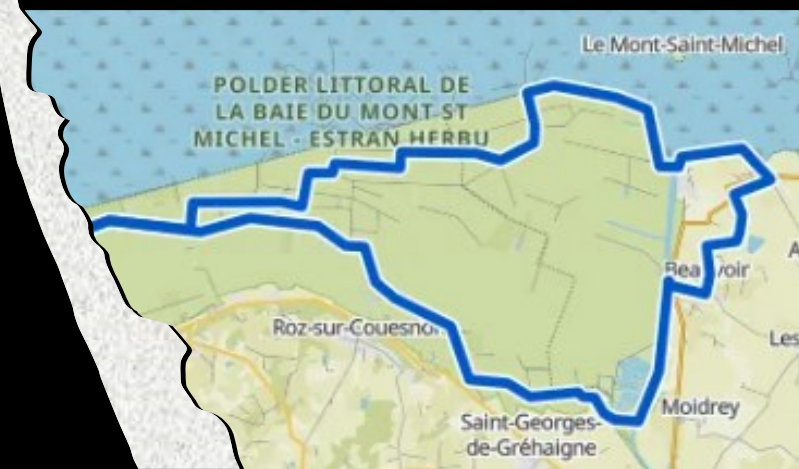 Le Mont-Saint-Michel
POLDER LITTORAL DE
LA BAIE DU MONT ST
MICHEL - ESTRAN HERBU
Roz-sur-Couesnon
Moidrey
Saint-Georges-
de-Gréhaigne